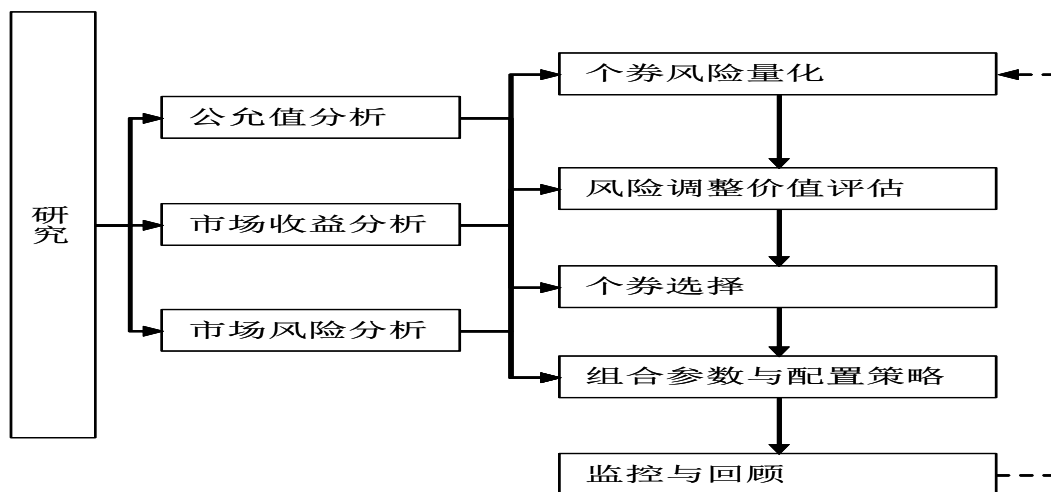 研究
公允值分析
市场收益分析
市场风险分析
个券风险量化
风险调整价值评估
个券选择
组合参数与配置策略
监控与回顾